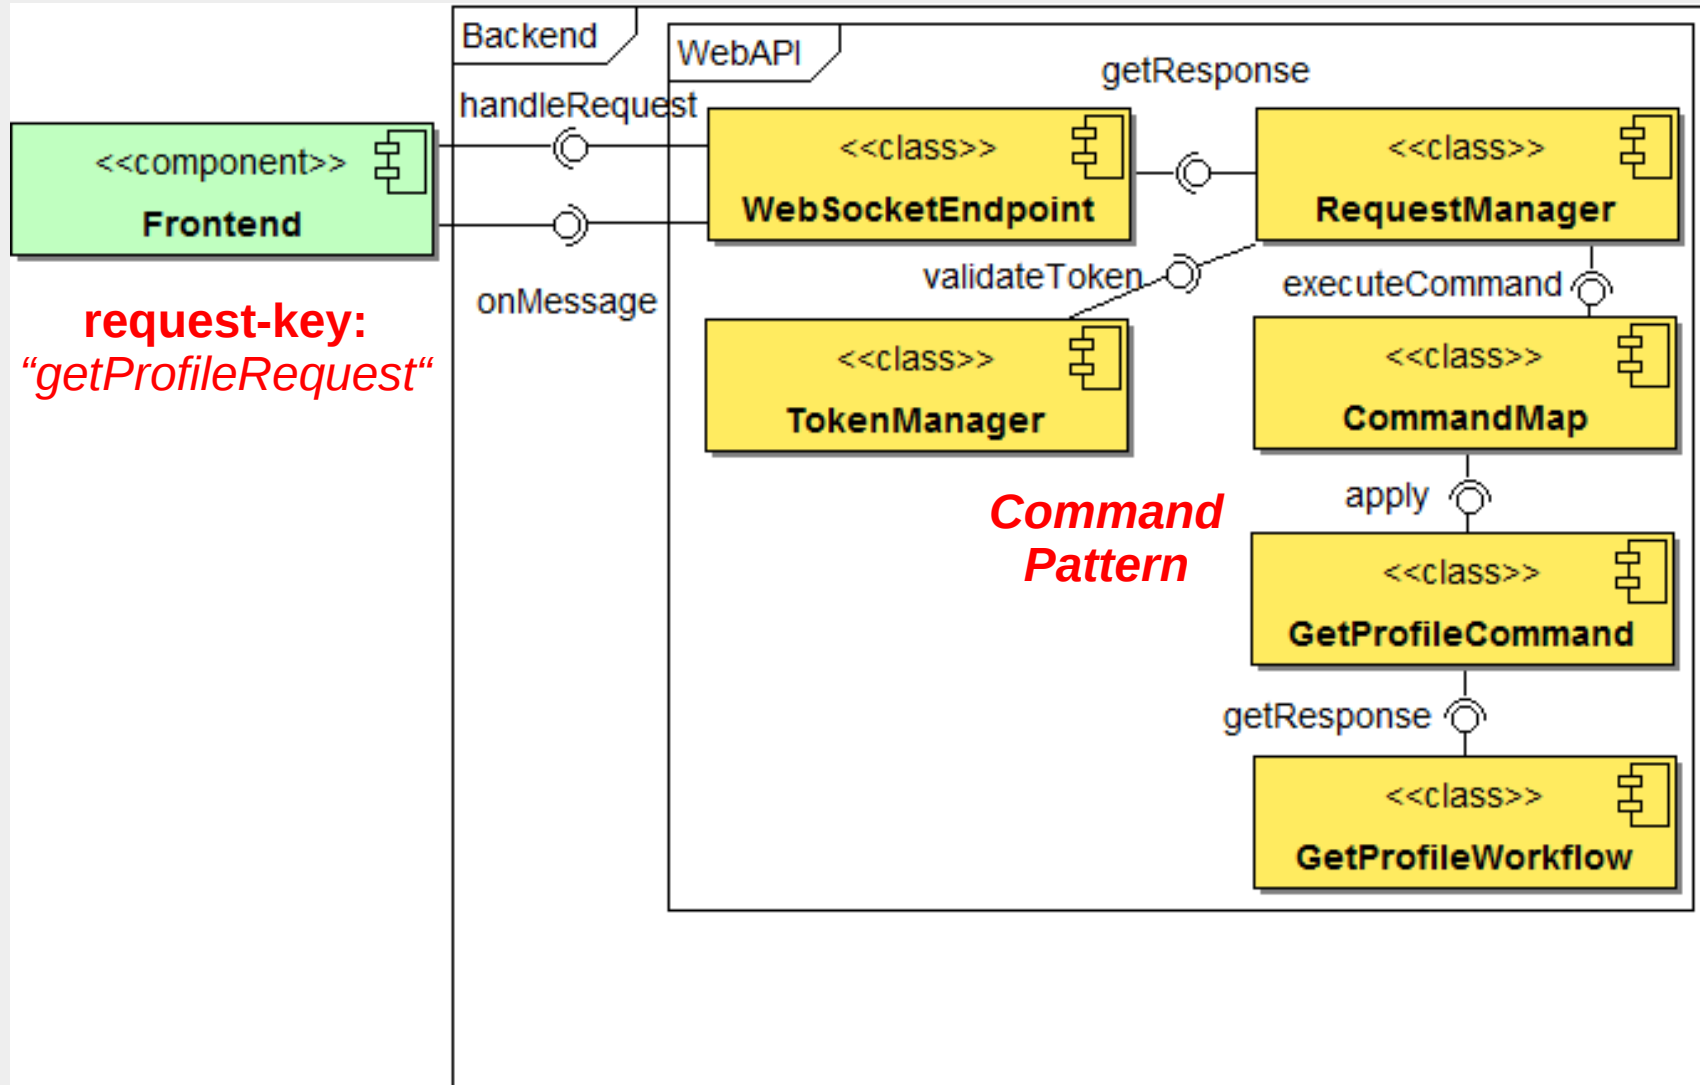 Backend
WebAPI
getResponse
handleRequest
<<component>>
Frontend
<<class>>
WebSocketEndpoint
<<class>>
RequestManager
onMessage
validateToken
executeCommand
request-key:
“getProfileRequest“
<<class>>
TokenManager
<<class>>
CommandMap
Command
Pattern
apply
<<class>>
GetProfileCommand
getResponse
<<class>>
GetProfileWorkflow